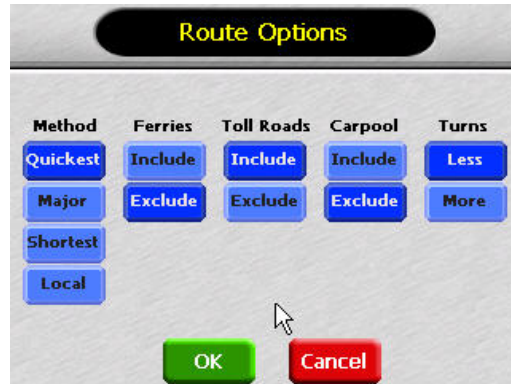 Route Options
Method Ferries Toll Roads Carpool Turns
Quickest Include Include Include Less
Major Exclude Exclude Exclude More
Shortest
Local
OK Cancel